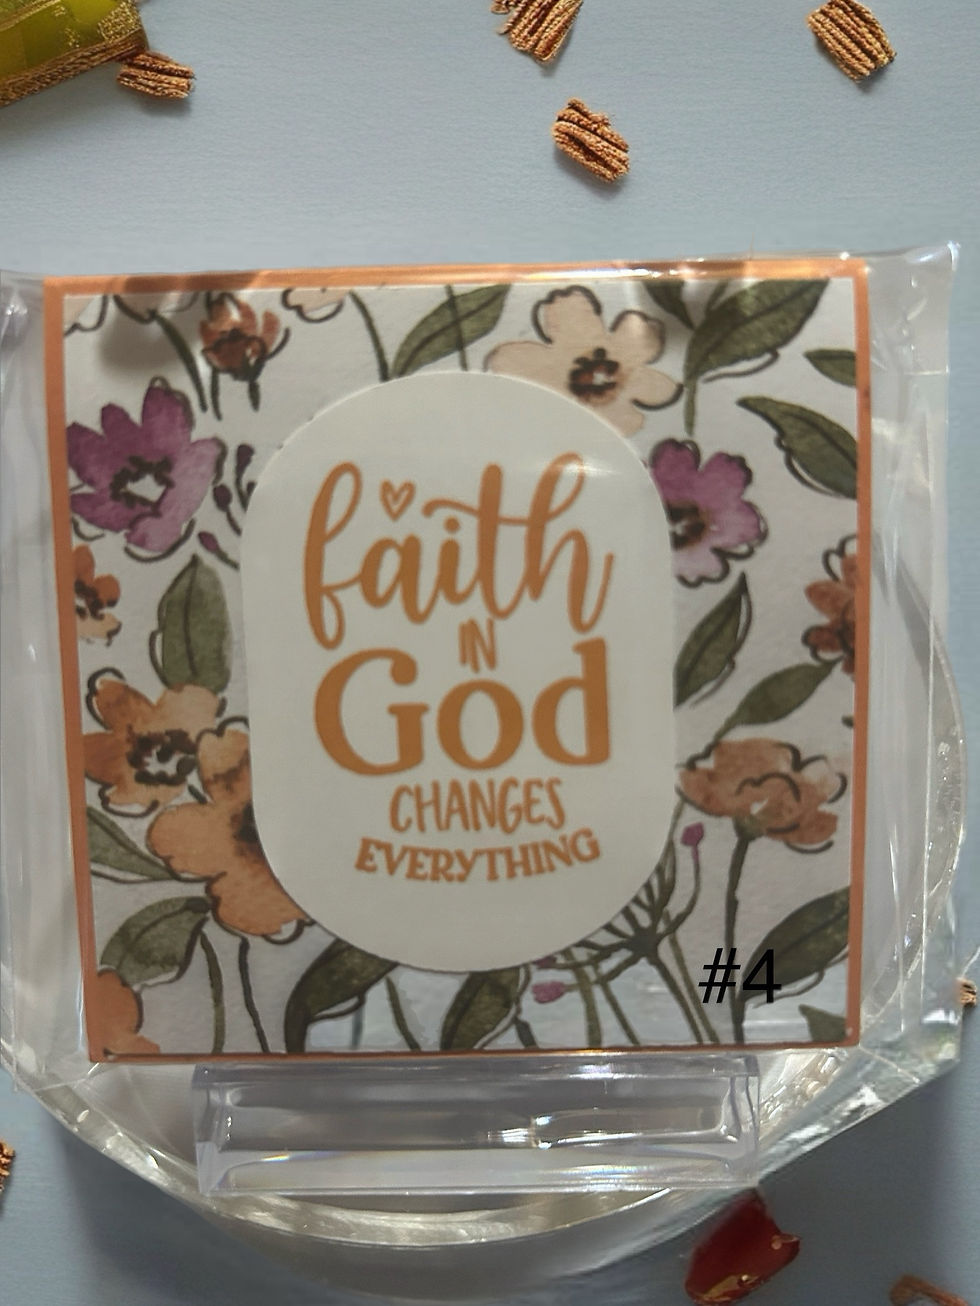 faith
IN
God
CHANGES
EVERYTHING
#4